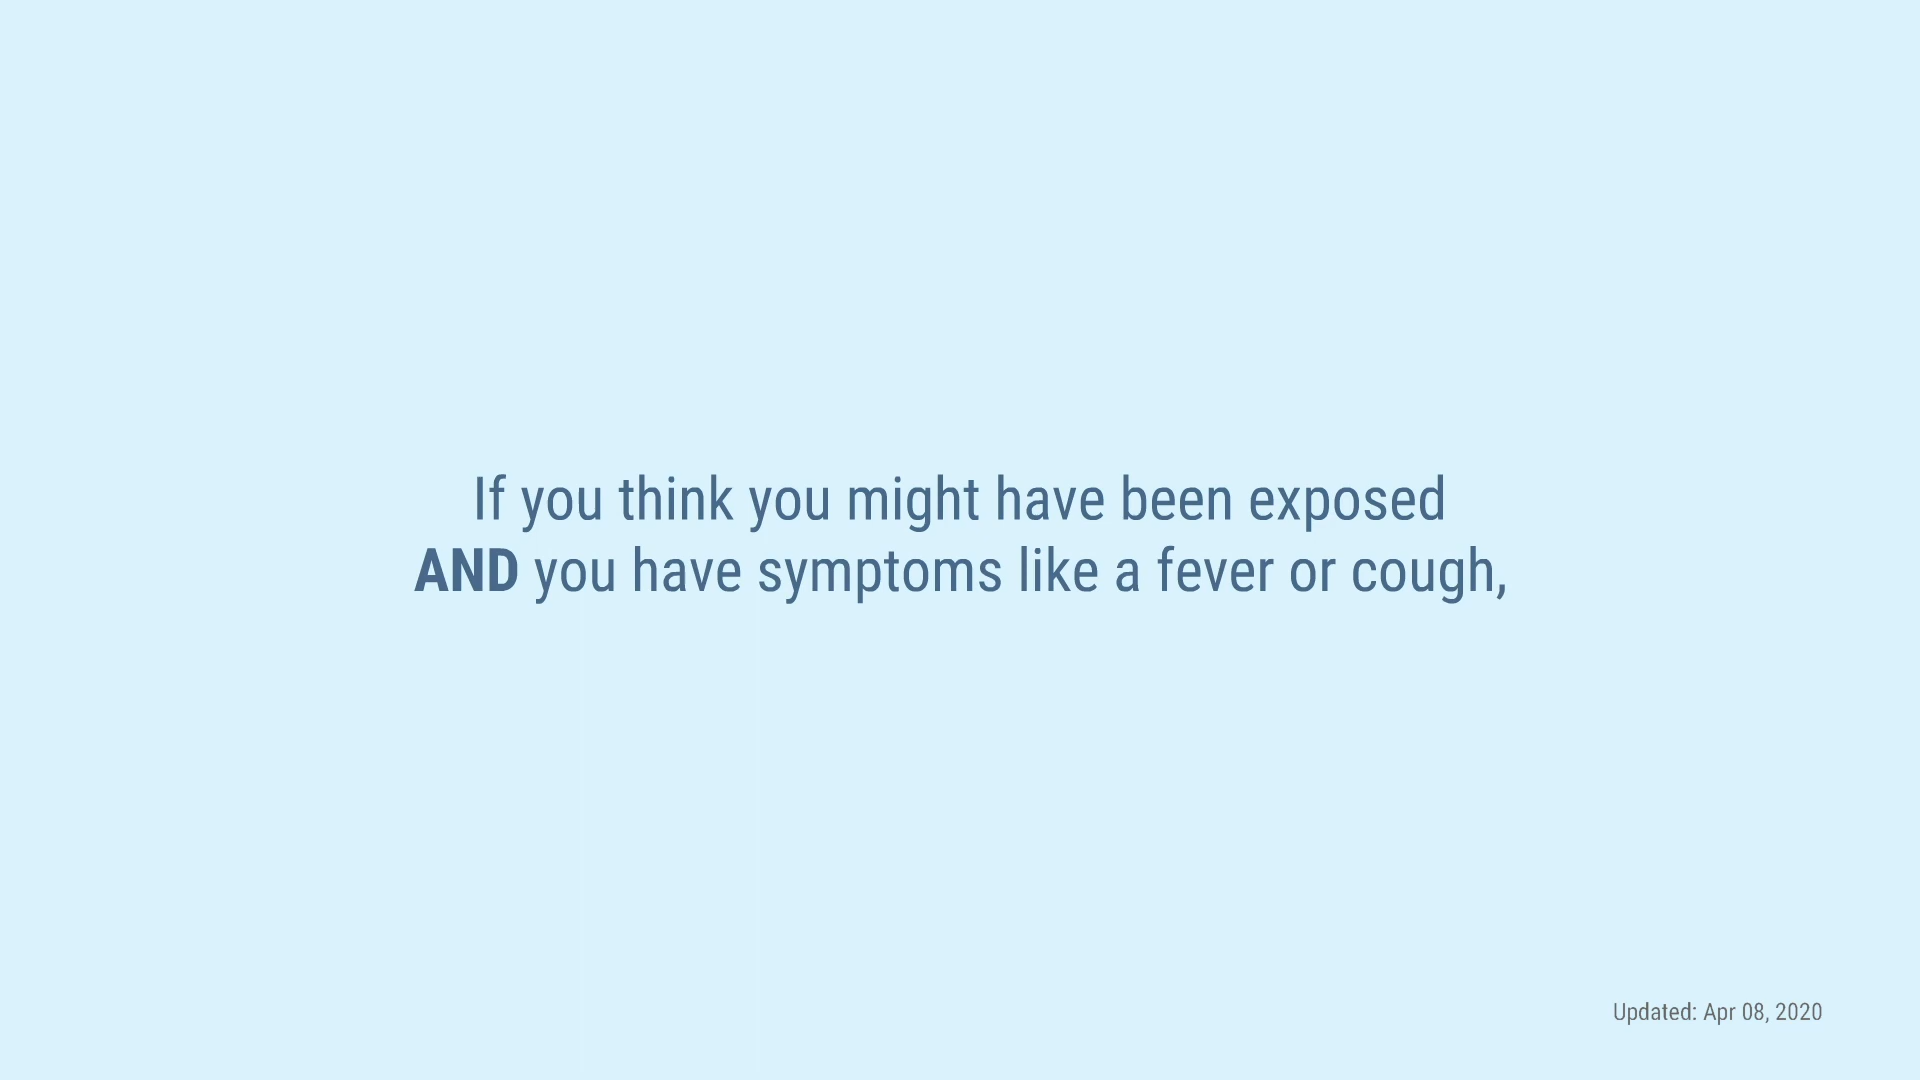 If you think you might have been exposed
AND you have symptoms like a fever or cough,
Updated: Apr 08, 2020